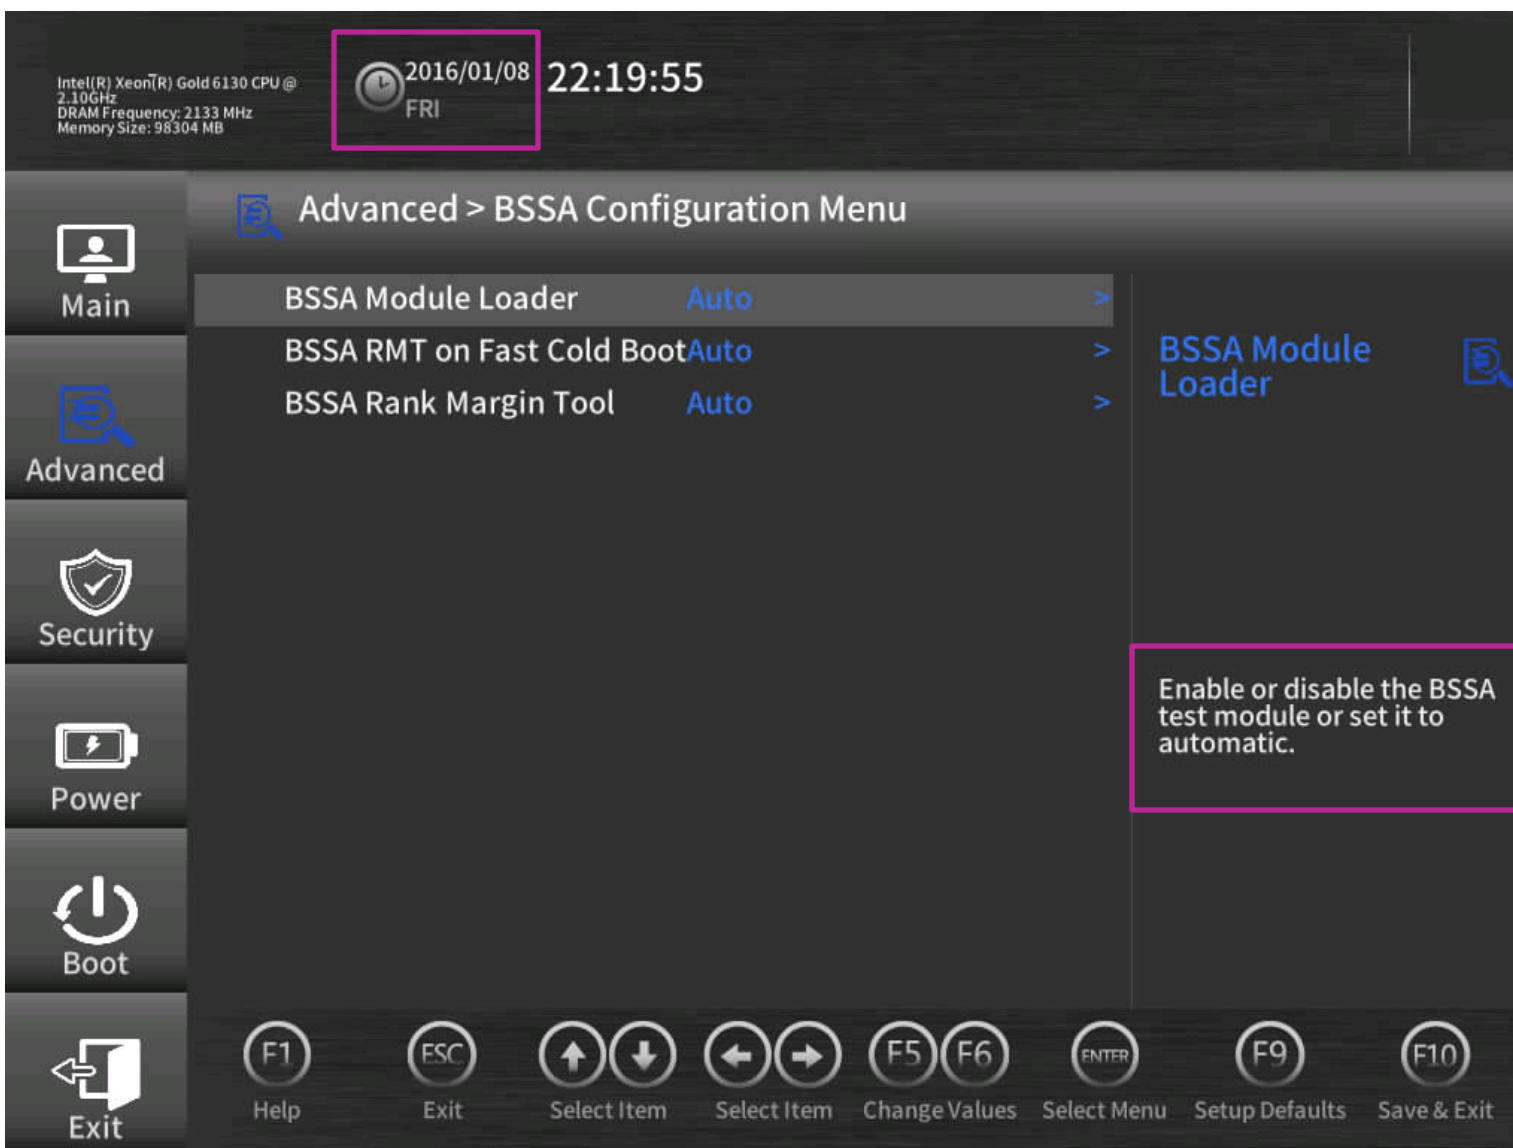 Intel(R) Xeon(R) Gold 6130 CPU @
2.10GHz
DRAM Frequency: 2133 MHz
Memory Size: 98304 MB
2016/01/08
FRI
22:19:55
Advanced > BSSA Configuration Menu
Main
Advanced
Security
Power
Boot
Exit
BSSA Module Loader Auto >
BSSA RMT on Fast Cold Boot Auto >
BSSA Rank Margin Tool Auto >
BSSA Module
Loader
Enable or disable the BSSA
test module or set it to
automatic.
F1 ESC F5 F6 ENTER F9 F10
Help Exit Select Item Select Item Change Values Select Menu Setup Defaults Save & Exit